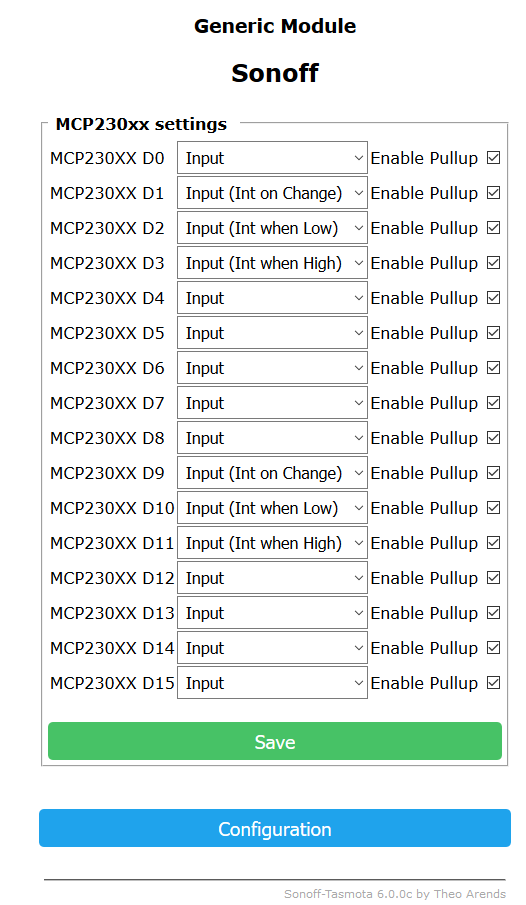 Generic Module
Sonoff
MCP230xx settings
MCP230XX D0 Input Enable Pullup
MCP230XX D1 Input (Int on Change) Enable Pullup
MCP230XX D2 Input (Int when Low) Enable Pullup
MCP230XX D3 Input (Int when High) Enable Pullup
MCP230XX D4 Input Enable Pullup
MCP230XX D5 Input Enable Pullup
MCP230XX D6 Input Enable Pullup
MCP230XX D7 Input Enable Pullup
MCP230XX D8 Input Enable Pullup
MCP230XX D9 Input (Int on Change) Enable Pullup
MCP230XX D10 Input (Int when Low) Enable Pullup
MCP230XX D11 Input (Int when High) Enable Pullup
MCP230XX D12 Input Enable Pullup
MCP230XX D13 Input Enable Pullup
MCP230XX D14 Input Enable Pullup
MCP230XX D15 Input Enable Pullup
Save
Configuration
Sonoff-Tasmota 6.0.0c by Theo Arends